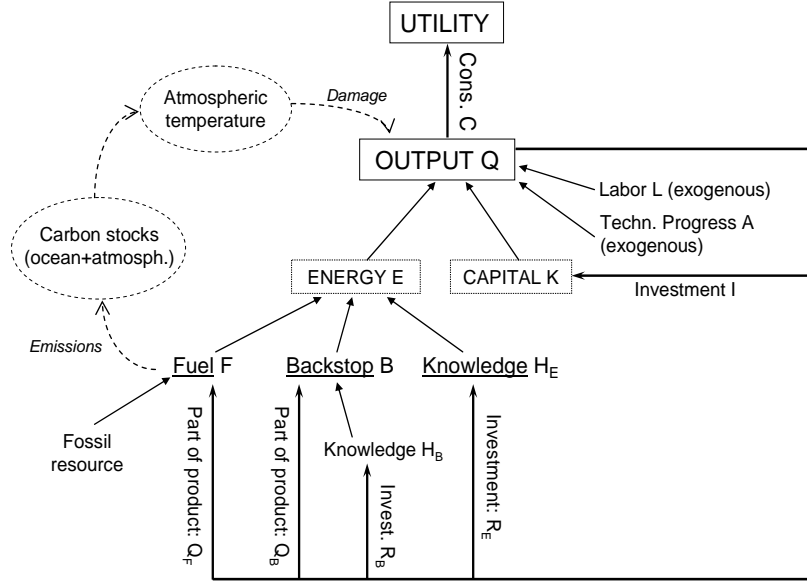 UTILITY
Cons. C
Atmospheric
temperature
Damage
OUTPUT Q
Labor L (exogenous)
Techn. Progress A
(exogenous)
Carbon stocks
(ocean+atmosph.)
ENERGY E
CAPITAL K
Investment I
Emissions
Fuel F
Backstop B
Knowledge H_E
Fossil
resource
Part of product: Q_F
Part of product: Q_B
Knowledge H_B
Invest. R_B
Investment: R_E